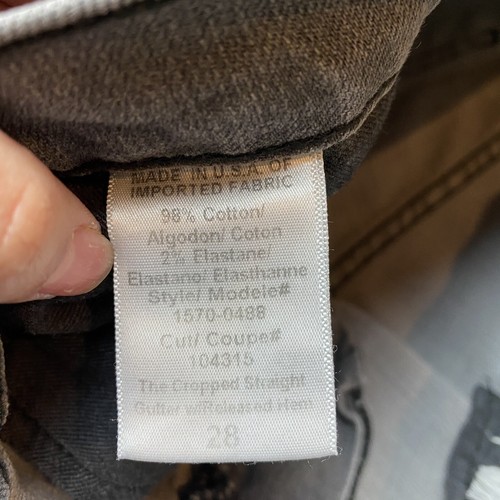 MADE IN U.S.A. OF
IMPORTED FABRIC
98% Cotton/
Algodon/ Coton
2% Elastane/
Elastano/ Elasthanne
Style/ Modele#
1570-0488
Cut/ Coupe#
104315
The Cropped Straight
Gutter w/Released Hem
28